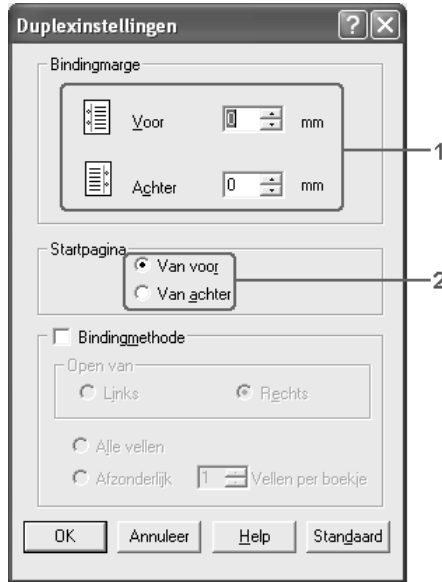 Duplexinstellingen
Bindingmarge
Voor 0 mm
1
Achter 0 mm
Startpagina
Van voor
2
Van achter
Bindingmethode
Open van
Links Rechts
Alle vellen
Afzonderlijk 1 Vellen per boekje
OK Annuleer Help Standaard